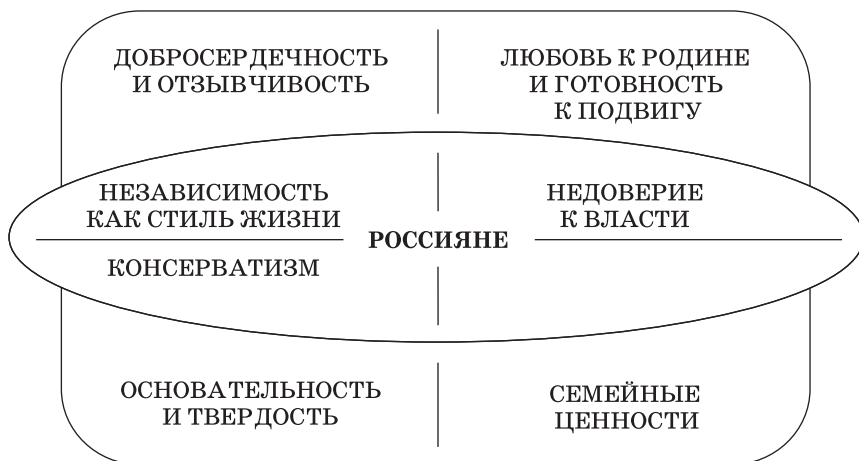 ДОБРОСЕРДЕЧНОСТЬ
И ОТЗЫВЧИВОСТЬ
ЛЮБОВЬ К РОДИНЕ
И ГОТОВНОСТЬ
К ПОДВИГУ
НЕЗАВИСИМОСТЬ
КАК СТИЛЬ ЖИЗНИ
НЕДОВЕРИЕ
К ВЛАСТИ
РОССИЯНЕ
КОНСЕРВАТИЗМ
ОСНОВАТЕЛЬНОСТЬ
И ТВЕРДОСТЬ
СЕМЕЙНЫЕ
ЦЕННОСТИ